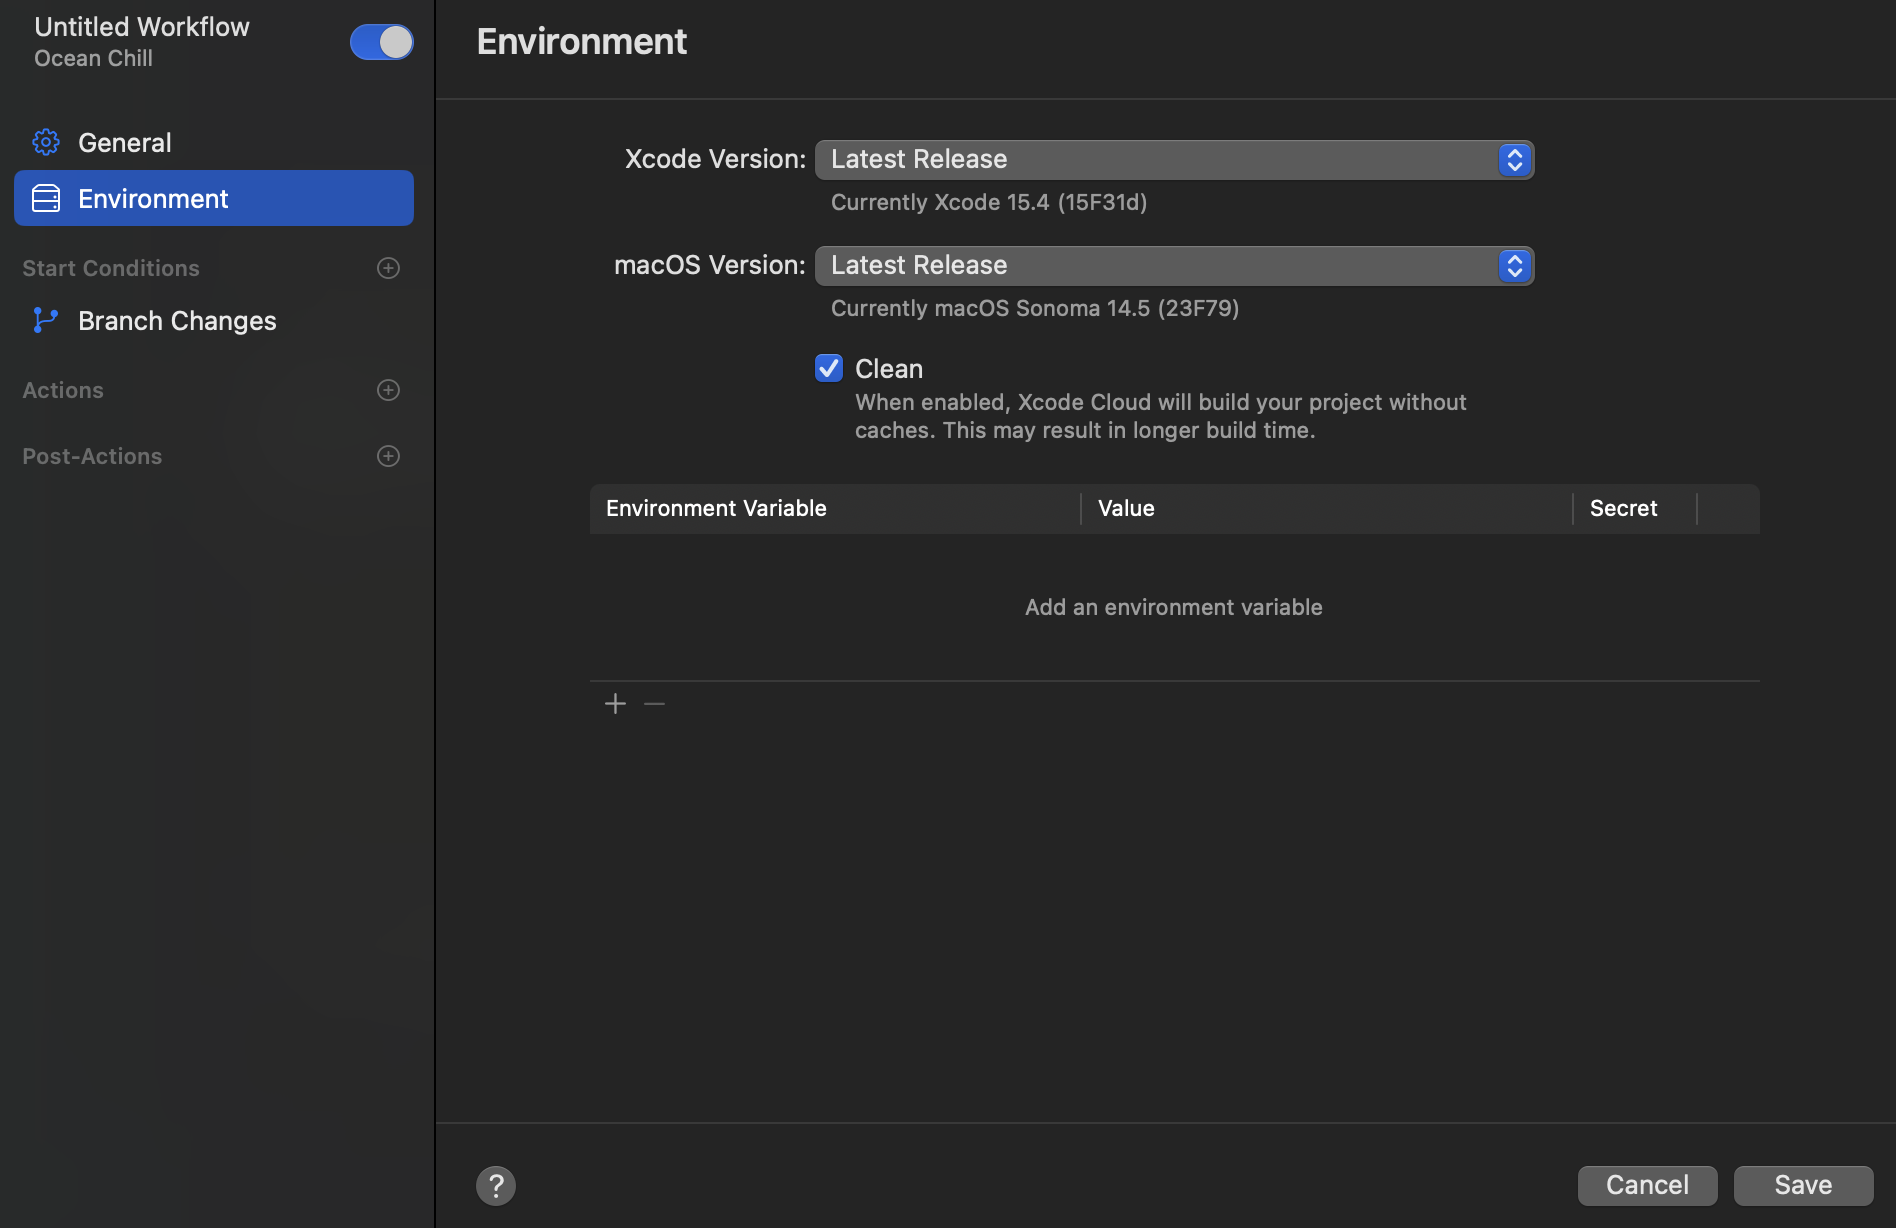 Untitled Workflow
Ocean Chill
General
Environment
Start Conditions
Branch Changes
Actions
Post-Actions
Environment
Xcode Version: Latest Release
Currently Xcode 15.4 (15F31d)
macOS Version: Latest Release
Currently macOS Sonoma 14.5 (23F79)
Clean
When enabled, Xcode Cloud will build your project without
caches. This may result in longer build time.
Environment Variable Value Secret
Add an environment variable
?
Cancel Save